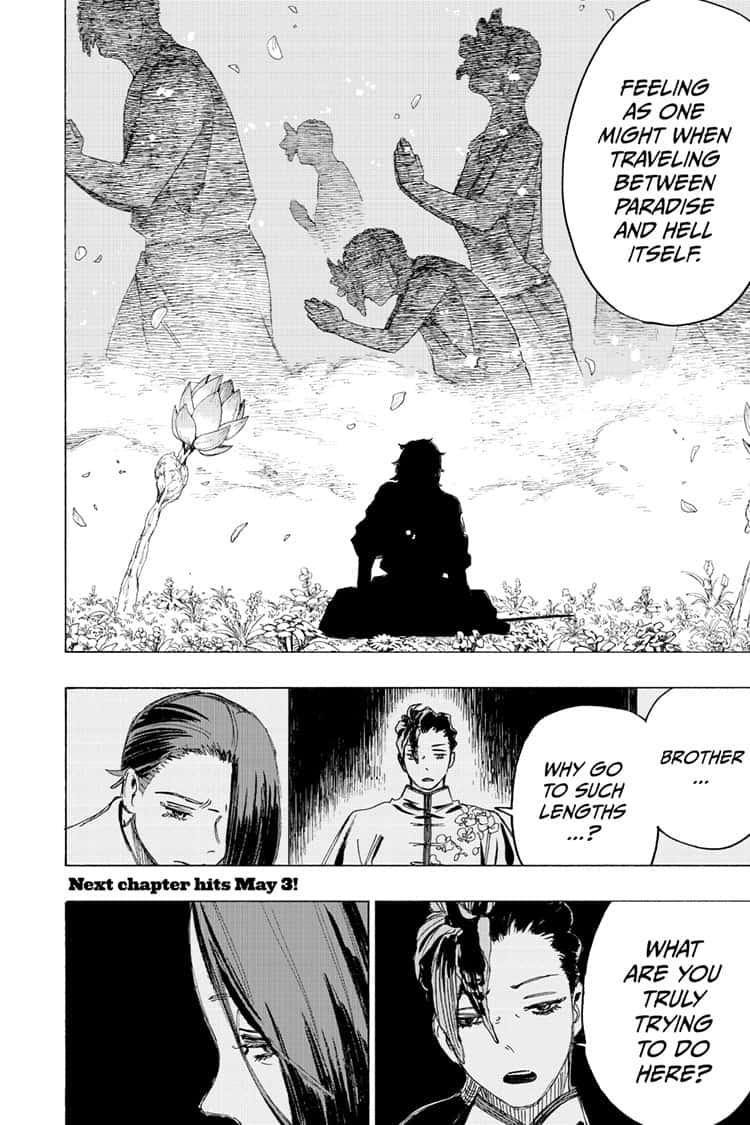 FEELING
AS ONE
MIGHT WHEN
TRAVELING
BETWEEN
PARADISE
AND HELL
ITSELF.
BROTHER
...
WHY GO
TO SUCH
LENGTHS
...?
Next chapter hits May 3!
WHAT
ARE YOU
TRULY
TRYING
TO DO
HERE?